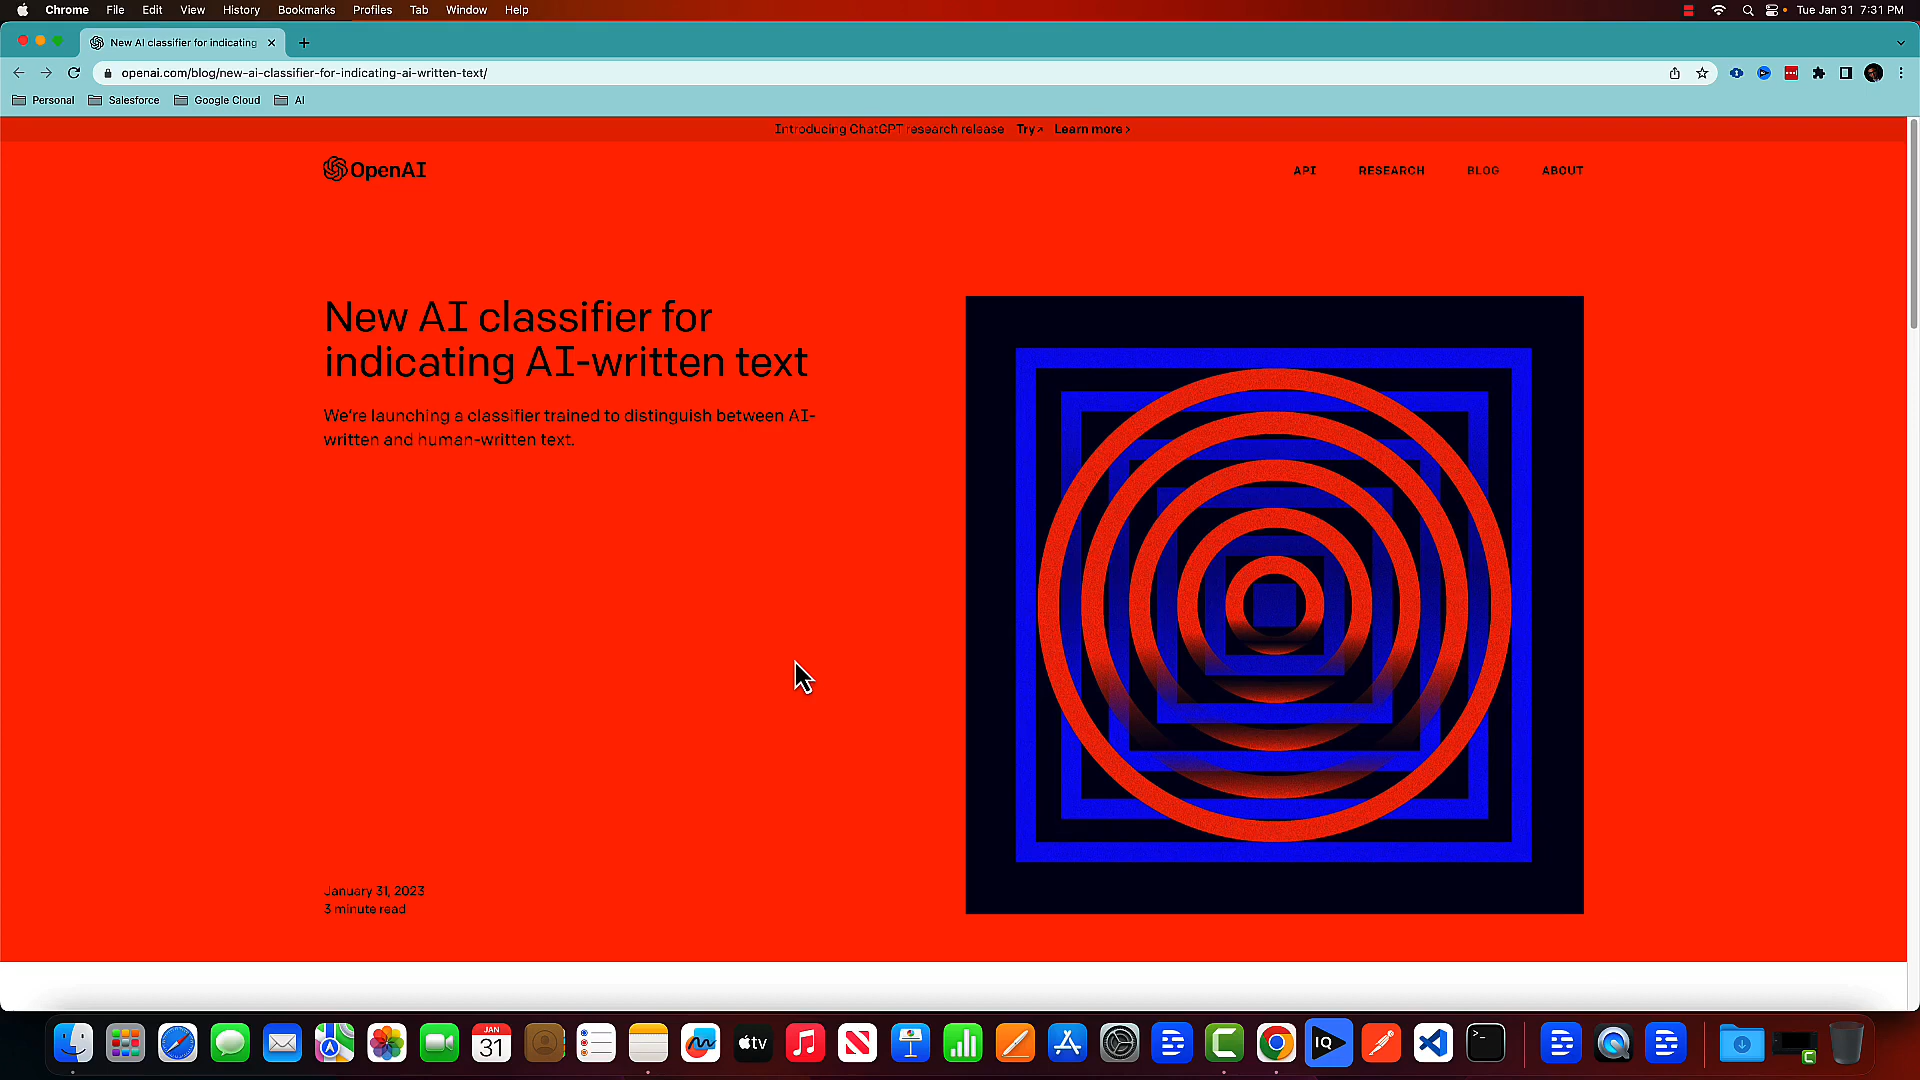 Chrome File Edit View History Bookmarks Profiles Tab Window Help Tue Jan 31 7:31 PM
New AI classifier for indicating
openai.com/blog/new-ai-classifier-for-indicating-ai-written-text/
Personal Salesforce Google Cloud AI
Introducing ChatGPT research release Try↗ Learn more›
OpenAI API RESEARCH BLOG ABOUT
New AI classifier for
indicating AI-written text
We're launching a classifier trained to distinguish between AI-
written and human-written text.
January 31, 2023
3 minute read
JAN
31
tv
IQ